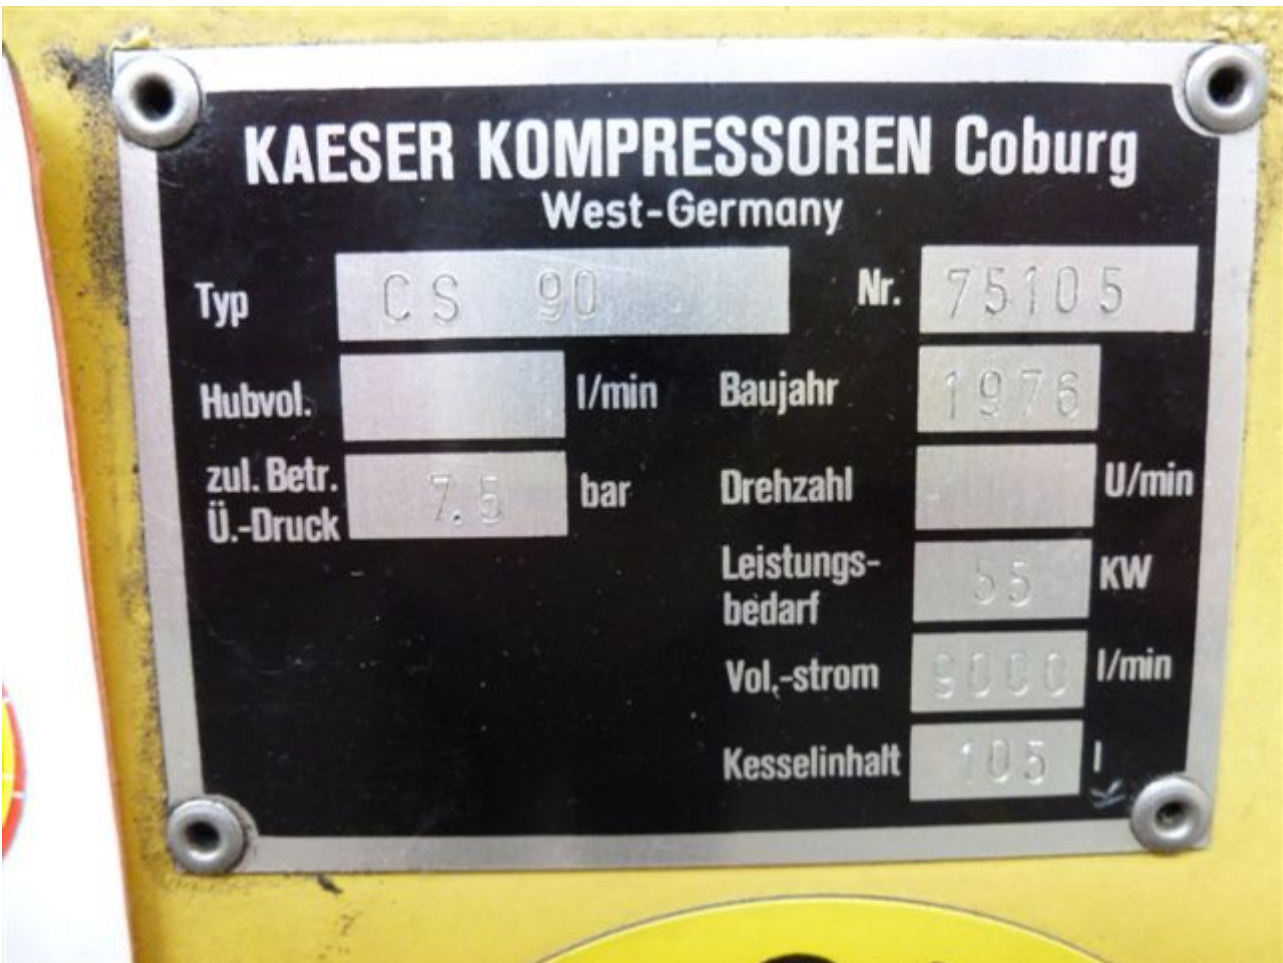 KAESER KOMPRESSOREN Coburg
West-Germany
Typ CS 90 Nr. 75105
Hubvol. l/min Baujahr 1976
zul. Betr.
Ü.-Druck 7.5 bar Drehzahl U/min
Leistungs-
bedarf 55 KW
Vol.-strom 9000 l/min
Kesselinhalt 105 l
K